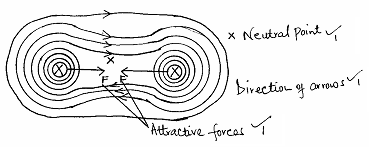 x Neutral point ✓1
x
F F
Direction of arrows ✓1
Attractive forces ✓1